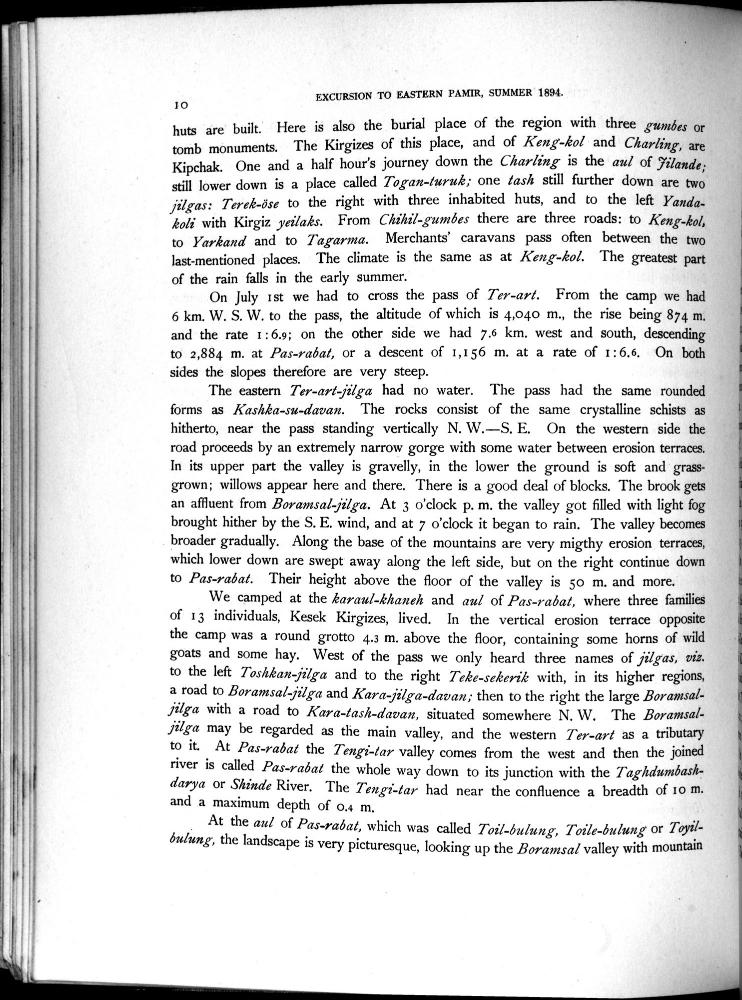 EXCURSION TO EASTERN PAMIR, SUMMER 1894.
10
huts are built. Here is also the burial place of the region with three gumbes or
tomb monuments. The Kirgizes of this place, and of Keng-kol and Charling, are
Kipchak. One and a half hour's journey down the Charling is the aul of Jilande;
still lower down is a place called Togan-turuk; one tash still further down are two
jilgas: Terek-öse to the right with three inhabited huts, and to the left Yanda-
koli with Kirgiz yeilaks. From Chihil-gumbes there are three roads: to Keng-kol,
to Yarkand and to Tagarma. Merchants' caravans pass often between the two
last-mentioned places. The climate is the same as at Keng-kol. The greatest part
of the rain falls in the early summer.
On July 1st we had to cross the pass of Ter-art. From the camp we had
6 km. W. S. W. to the pass, the altitude of which is 4,040 m., the rise being 874 m.
and the rate 1:6.9; on the other side we had 7.6 km. west and south, descending
to 2,884 m. at Pas-rabat, or a descent of 1,156 m. at a rate of 1:6.6. On both
sides the slopes therefore are very steep.
The eastern Ter-art-jilga had no water. The pass had the same rounded
forms as Kashka-su-davan. The rocks consist of the same crystalline schists as
hitherto, near the pass standing vertically N. W.—S. E. On the western side the
road proceeds by an extremely narrow gorge with some water between erosion terraces.
In its upper part the valley is gravelly, in the lower the ground is soft and grass-
grown; willows appear here and there. There is a good deal of blocks. The brook gets
an affluent from Boramsal-jilga. At 3 o'clock p. m. the valley got filled with light fog
brought hither by the S. E. wind, and at 7 o'clock it began to rain. The valley becomes
broader gradually. Along the base of the mountains are very migthy erosion terraces,
which lower down are swept away along the left side, but on the right continue down
to Pas-rabat. Their height above the floor of the valley is 50 m. and more.
We camped at the karaul-khaneh and aul of Pas-rabat, where three families
of 13 individuals, Kesek Kirgizes, lived. In the vertical erosion terrace opposite
the camp was a round grotto 4.3 m. above the floor, containing some horns of wild
goats and some hay. West of the pass we only heard three names of jilgas, viz.
to the left Toshkan-jilga and to the right Teke-sekerik with, in its higher regions,
a road to Boramsal-jilga and Kara-jilga-davan; then to the right the large Boramsal-
jilga with a road to Kara-tash-davan, situated somewhere N. W. The Boramsal-
jilga may be regarded as the main valley, and the western Ter-art as a tributary
to it. At Pas-rabat the Tengi-tar valley comes from the west and then the joined
river is called Pas-rabat the whole way down to its junction with the Taghdumbash-
darya or Shinde River. The Tengi-tar had near the confluence a breadth of 10 m.
and a maximum depth of 0.4 m.
At the aul of Pas-rabat, which was called Toil-bulung, Toile-bulung or Toyil-
bulung, the landscape is very picturesque, looking up the Boramsal valley with mountain